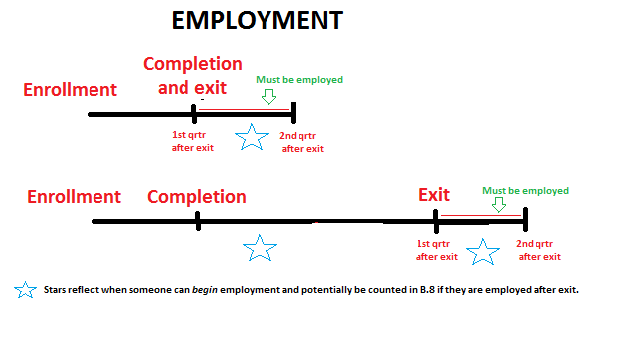 EMPLOYMENT
Completion
and exit
Enrollment
Must be employed
1st qrtr
after exit
2nd qrtr
after exit
Enrollment
Completion
Exit
Must be employed
1st qrtr
after exit
2nd qrtr
after exit
Stars reflect when someone can begin employment and potentially be counted in B.8 if they are employed after exit.